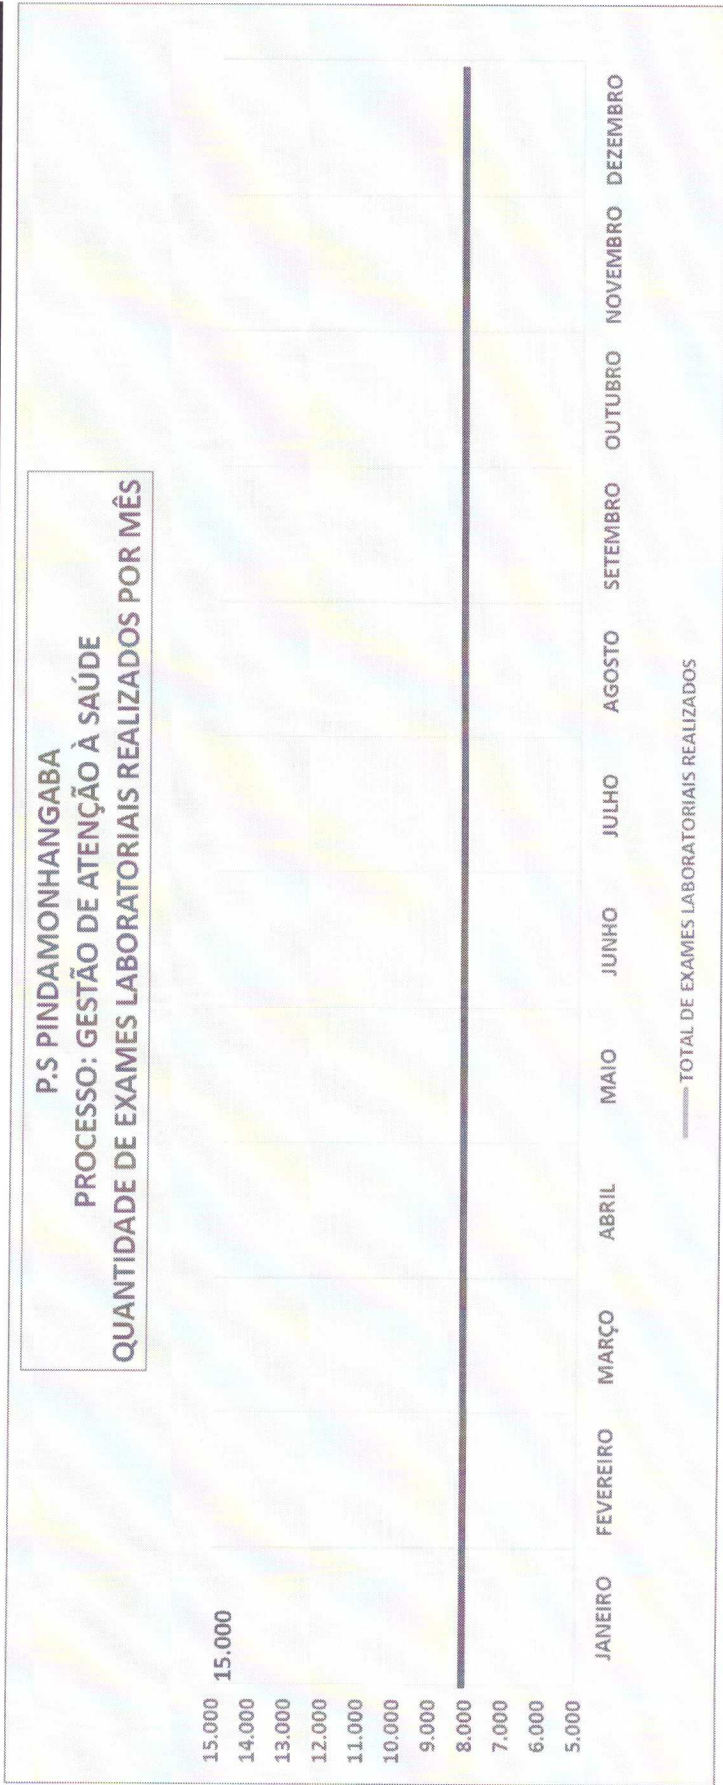 P.S PINDAMONHANGABA
PROCESSO: GESTÃO DE ATENÇÃO À SAÚDE
QUANTIDADE DE EXAMES LABORATORIAIS REALIZADOS POR MÊS
15.000
15.000
14.000
13.000
12.000
11.000
10.000
9.000
8.000
7.000
6.000
5.000
JANEIRO FEVEREIRO MARÇO ABRIL MAIO JUNHO JULHO AGOSTO SETEMBRO OUTUBRO NOVEMBRO DEZEMBRO
TOTAL DE EXAMES LABORATORIAIS REALIZADOS